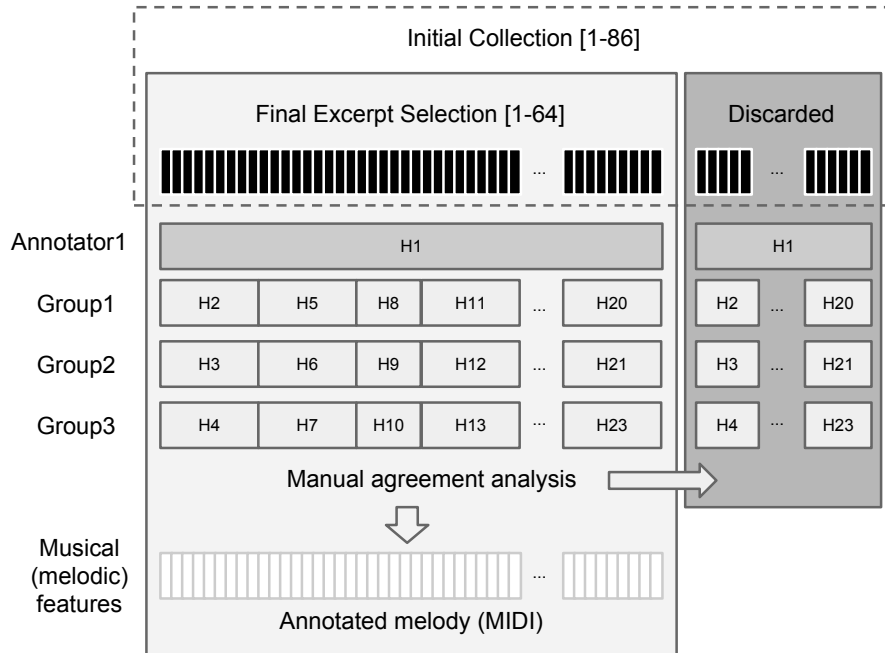 Initial Collection [1-86]
Final Excerpt Selection [1-64]
Discarded
... ...
Annotator1 H1 H1
Group1 H2 H5 H8 H11 ... H20 H2 ... H20
Group2 H3 H6 H9 H12 ... H21 H3 ... H21
Group3 H4 H7 H10 H13 ... H23 H4 ... H23
Manual agreement analysis
Musical
(melodic)
features
...
Annotated melody (MIDI)